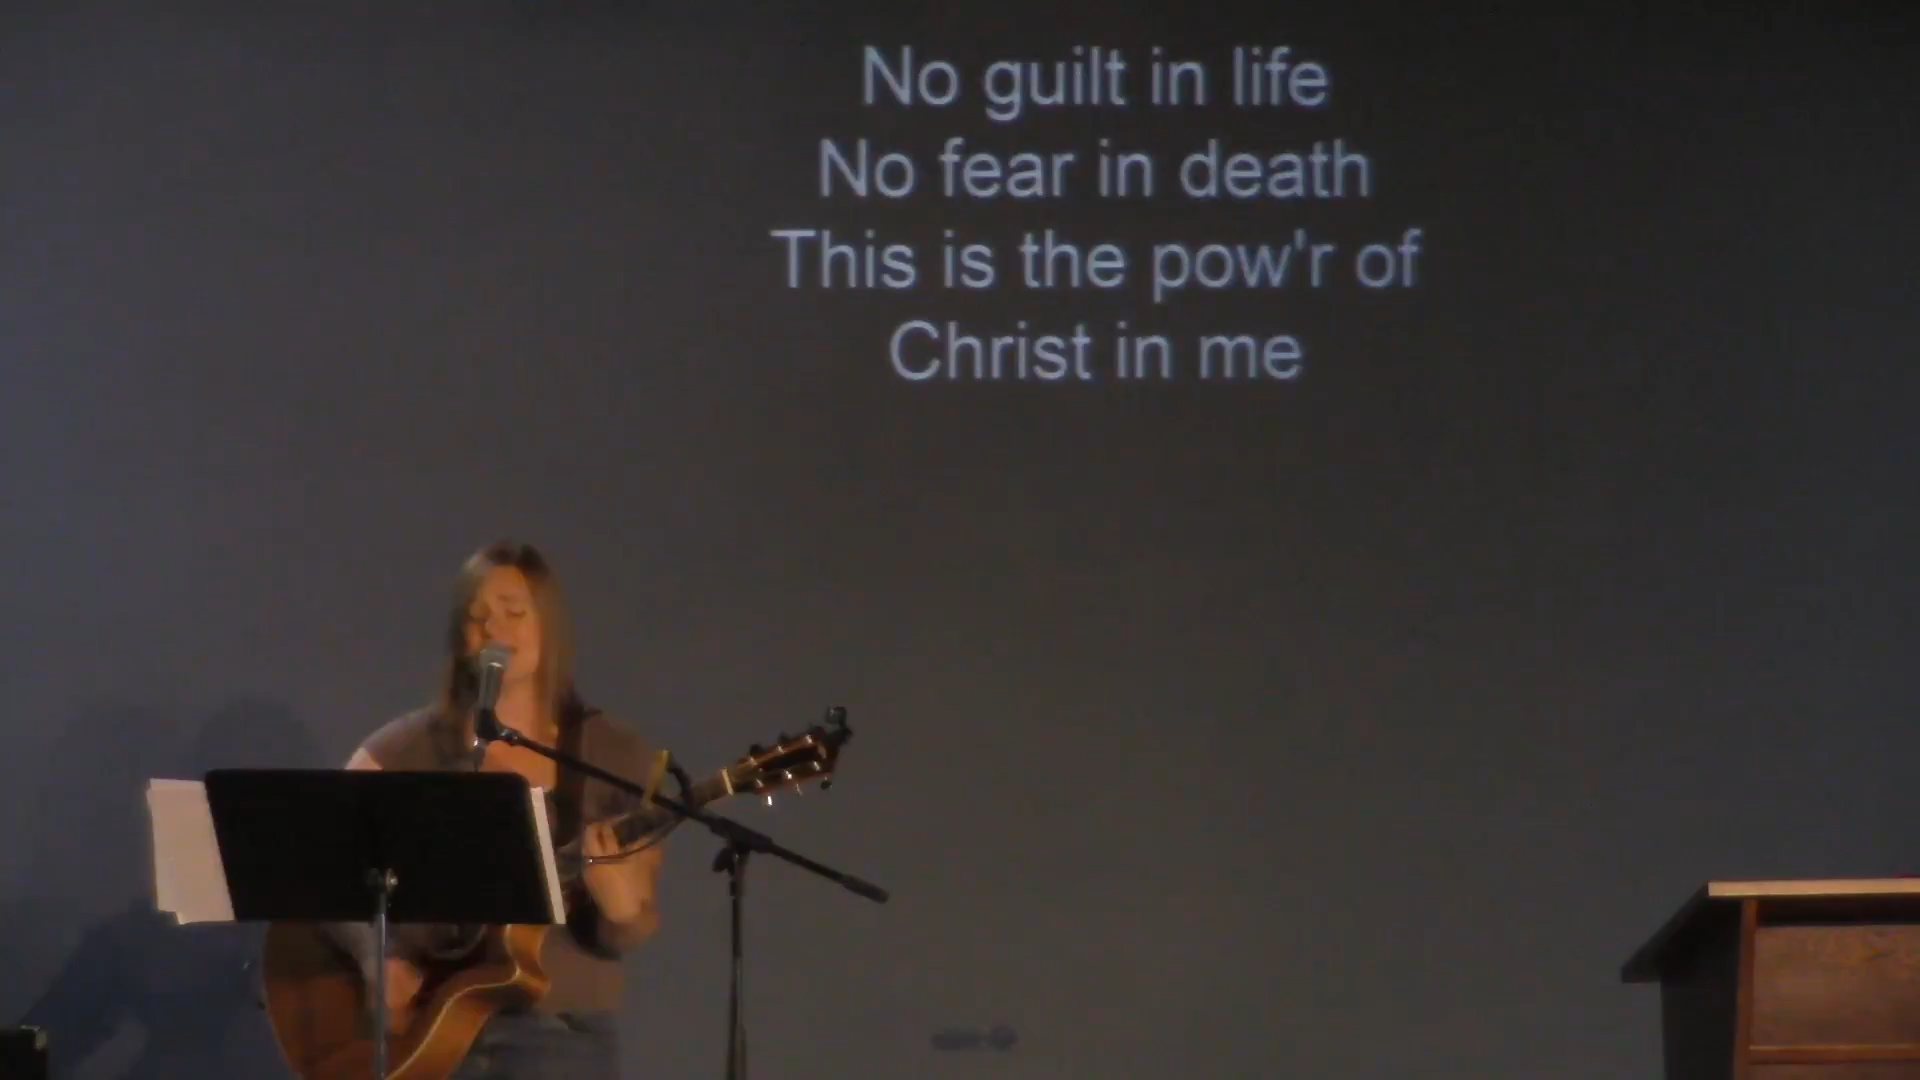 No guilt in life
No fear in death
This is the pow'r of
Christ in me